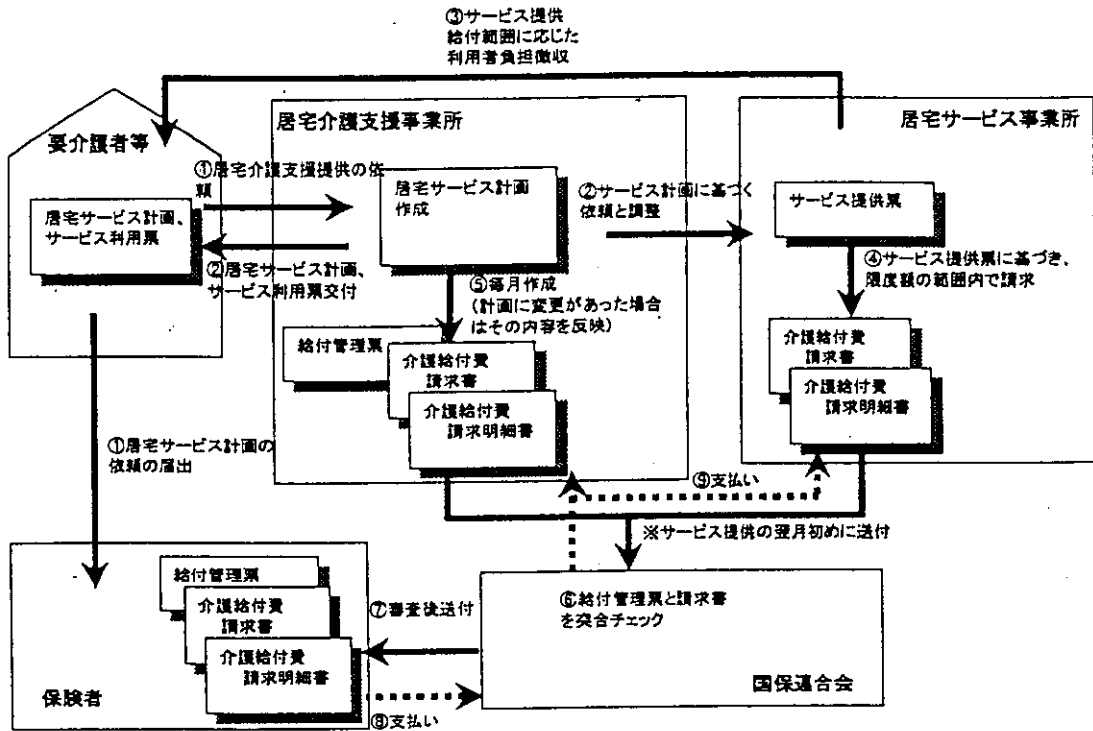 ③サービス提供
給付範囲に応じた
利用者負担徴収
要介護者等
居宅介護支援事業所
居宅サービス事業所
①居宅介護支援提供の依
頼
居宅サービス計画、
サービス利用票
居宅サービス計画
作成
②サービス計画に基づく
依頼と調整
サービス提供票
②居宅サービス計画、
サービス利用票交付
⑤毎月作成
(計画に変更があった場合
はその内容を反映)
④サービス提供票に基づき、
限度額の範囲内で請求
給付管理票
介護給付費
請求書
介護給付費
請求明細書
介護給付費
請求書
介護給付費
請求明細書
①居宅サービス計画の
依頼の届出
⑨支払い
※サービス提供の翌月初めに送付
給付管理票
介護給付費
請求書
介護給付費
請求明細書
保険者
⑦審査後送付
⑧支払い
⑥給付管理票と請求書
を突合チェック
国保連合会